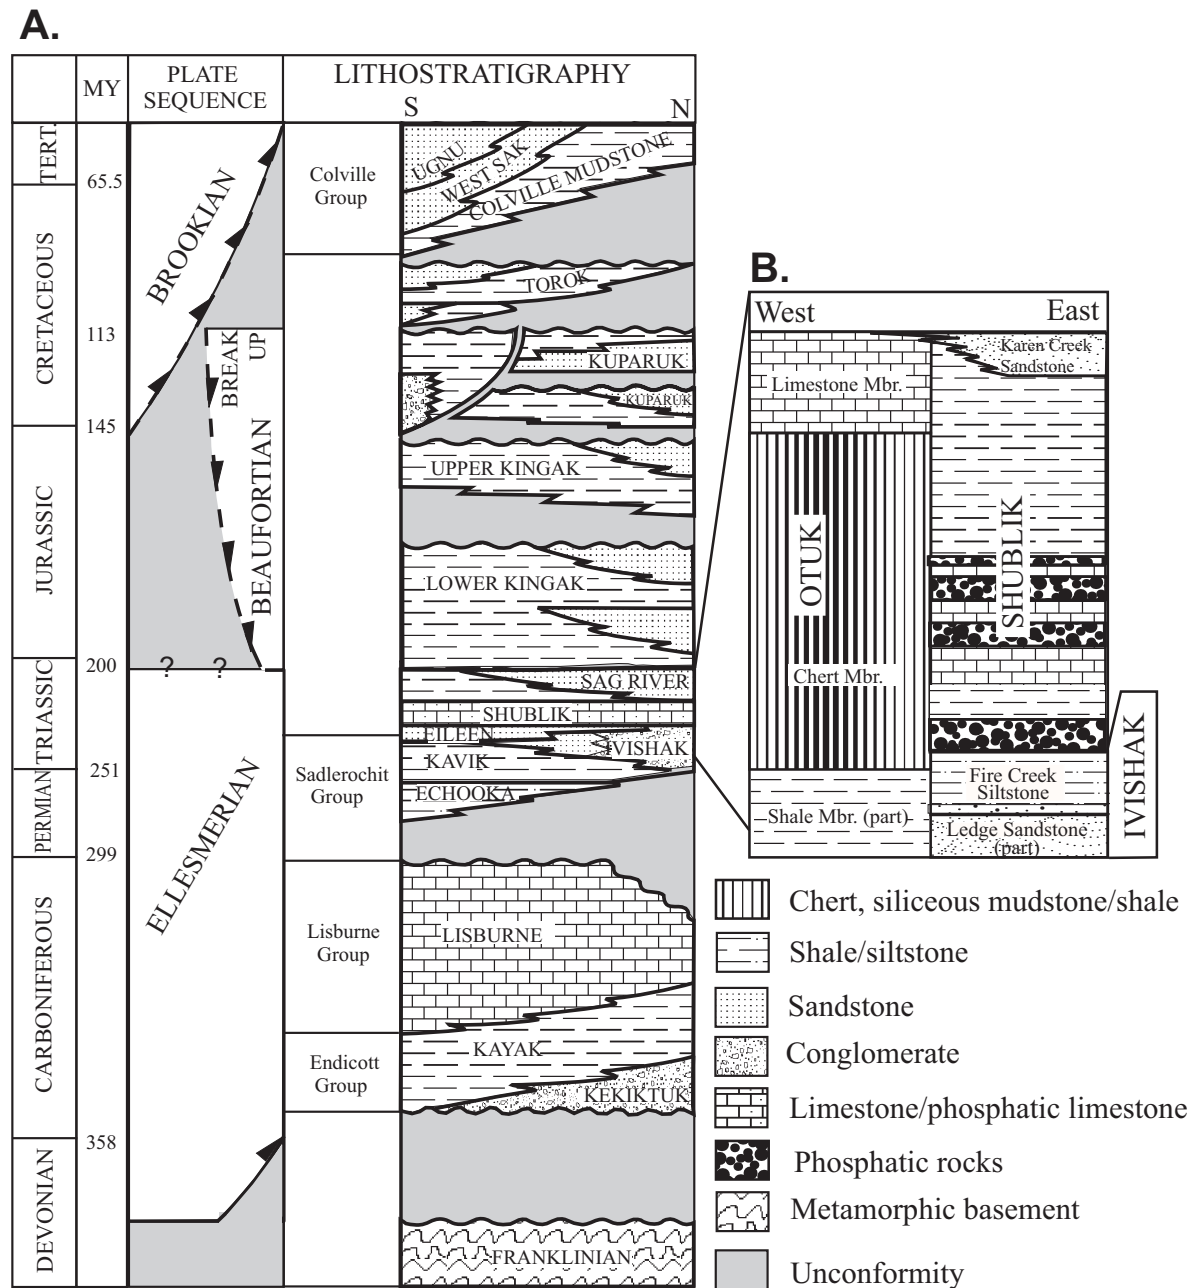 A.
MY
PLATE
SEQUENCE
LITHOSTRATIGRAPHY
S
N
TERT.
65.5
CRETACEOUS
113
145
JURASSIC
200
TRIASSIC
251
PERMIAN
299
CARBONIFEROUS
358
DEVONIAN
BROOKIAN
BREAK
UP
BEAUFORTIAN
? ?
ELLESMERIAN
Colville
Group
Sadlerochit
Group
Lisburne
Group
Endicott
Group
UGNU
WEST SAK
COLVILLE MUDSTONE
TOROK
KUPARUK
KUPARUK
UPPER KINGAK
LOWER KINGAK
SAG RIVER
SHUBLIK
EILEEN
IVISHAK
KAVIK
ECHOOKA
LISBURNE
KAYAK
KEKIKTUK
FRANKLINIAN
B.
West
East
Karen Creek
Sandstone
Limestone Mbr.
OTUK
SHUBLIK
Chert Mbr.
Shale Mbr. (part)
Fire Creek
Siltstone
Ledge Sandstone
(part)
IVISHAK
Chert, siliceous mudstone/shale
Shale/siltstone
Sandstone
Conglomerate
Limestone/phosphatic limestone
Phosphatic rocks
Metamorphic basement
Unconformity